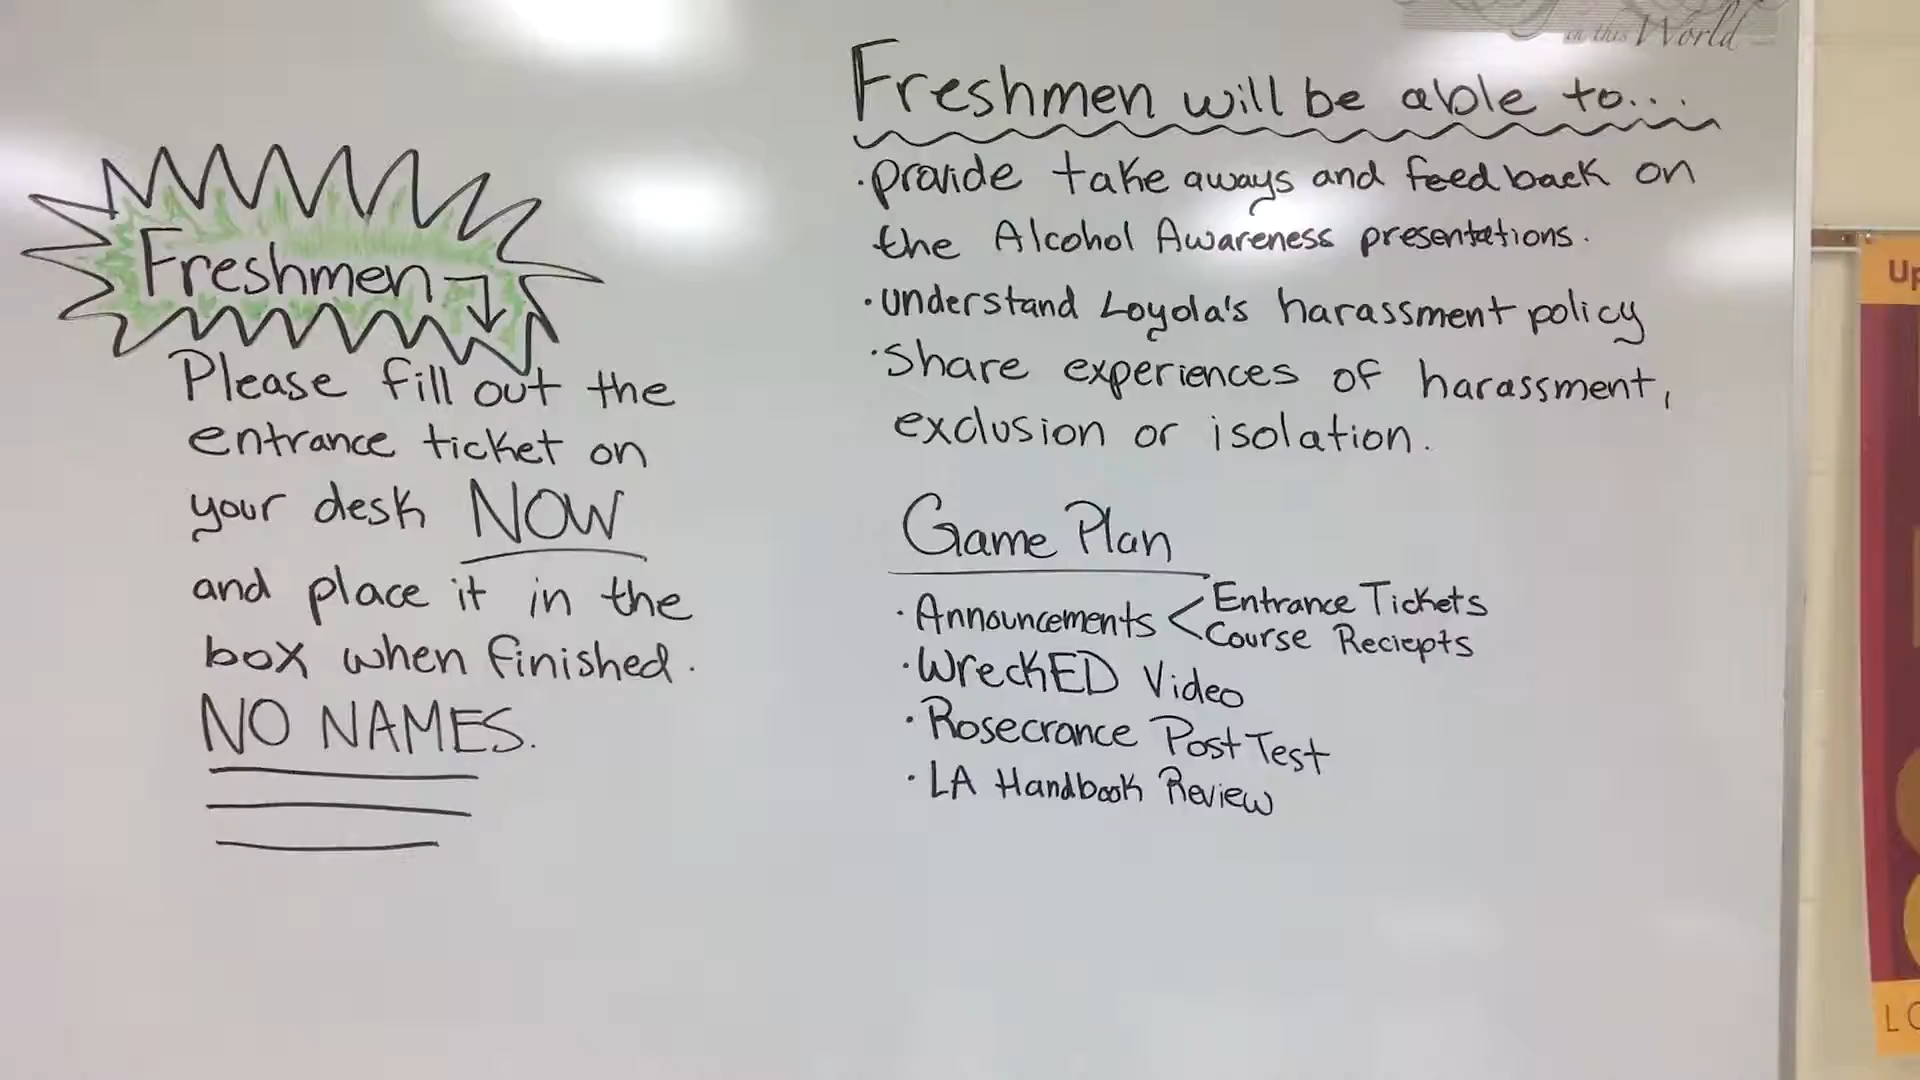 Freshmen
Please fill out the
entrance ticket on
your desk NOW
and place it in the
box when finished.
NO NAMES.
in this World
Freshmen will be able to...
· provide take aways and feedback on
the Alcohol Awareness presentations.
· understand Loyola's harassment policy
· Share experiences of harassment,
exclusion or isolation.
Game Plan
· Announcements < Entrance Tickets
Course Reciepts
· WreckED Video
· Rosecrance Post Test
· LA Handbook Review
Up
LO